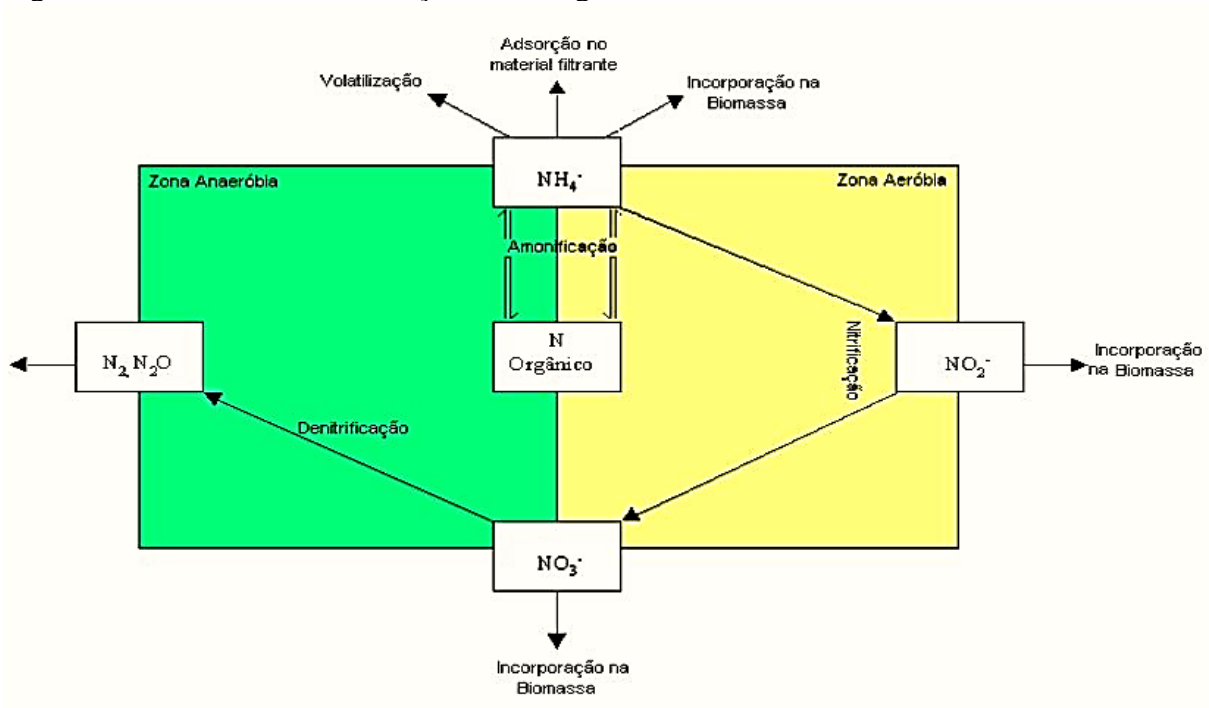 Adsorção no
material filtrante
Volatilização
Incorporação na
Biomassa
Zona Anaeróbia
NH₄⁻
Zona Aeróbia
Amonificação
N₂, N₂O
N
Orgânico
Nitrificação
NO₂⁻
Incorporação
na Biomassa
Denitrificação
NO₃⁻
Incorporação na
Biomassa